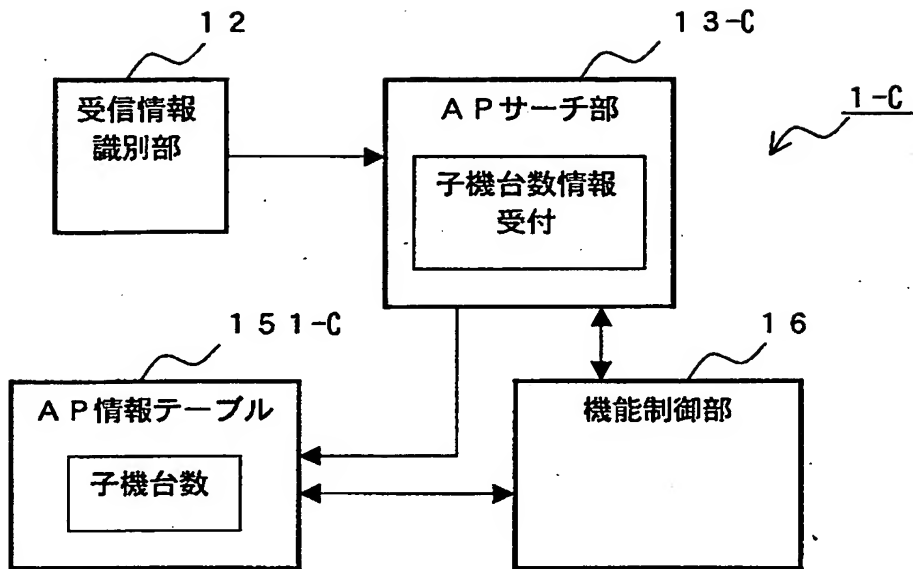 12
受信情報
識別部
13-C
APサーチ部
子機台数情報
受付
1-C
151-C
AP情報テーブル
子機台数
16
機能制御部